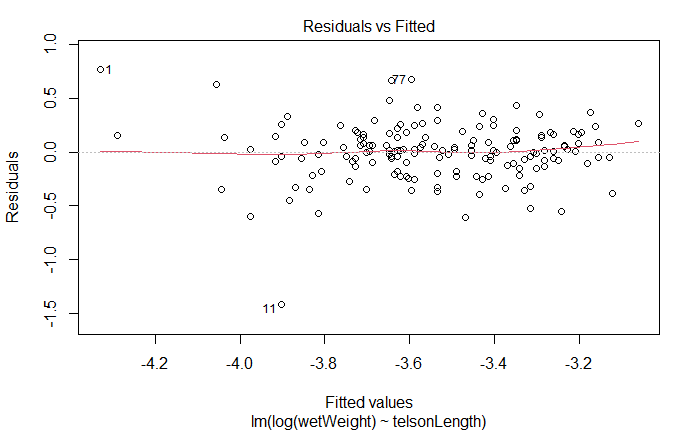 Residuals vs Fitted
Residuals
1.0
0.5
0.0
-0.5
-1.0
-1.5
1
77
11
-4.2 -4.0 -3.8 -3.6 -3.4 -3.2
Fitted values
lm(log(wetWeight) ~ telsonLength)